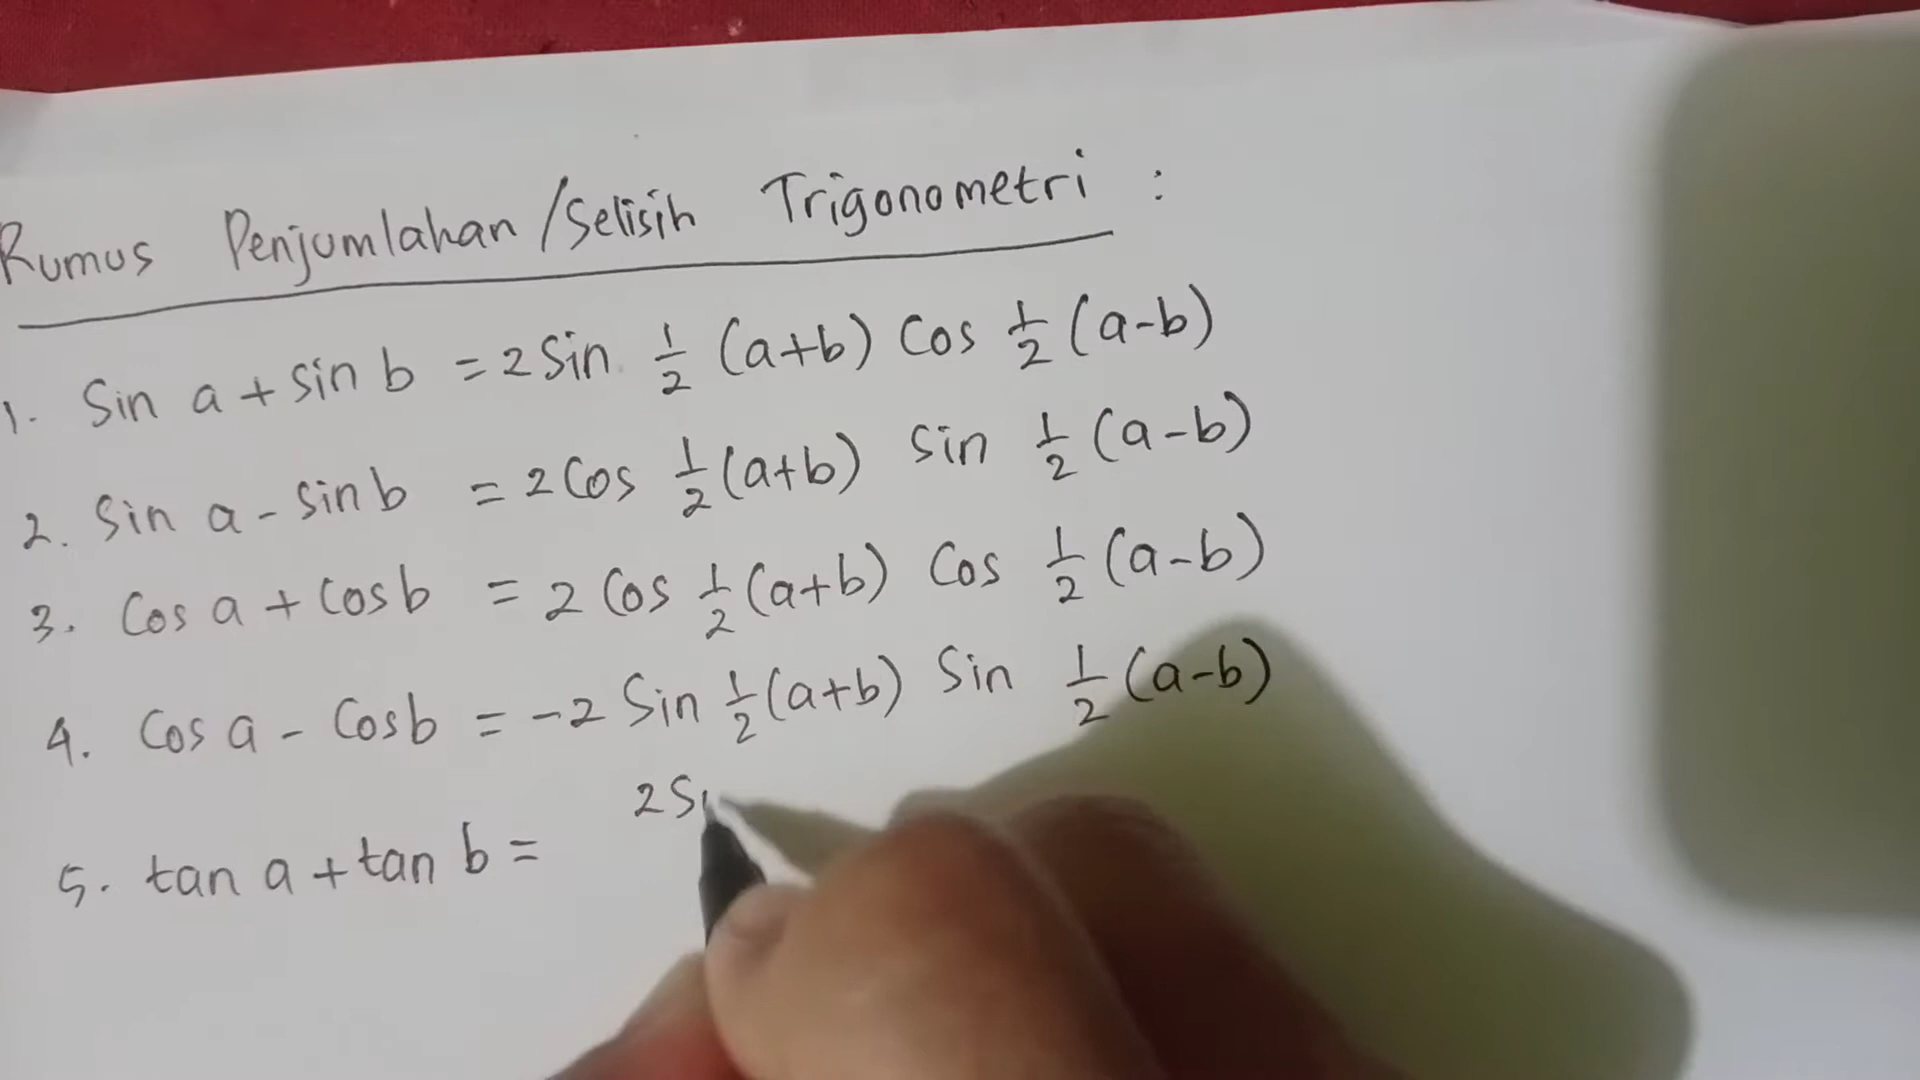 Rumus Penjumlahan/Selisih Trigonometri :
1. Sin a + sin b = 2 Sin ½ (a+b) Cos ½ (a-b)
2. Sin a - sin b = 2 Cos ½ (a+b) Sin ½ (a-b)
3. Cos a + Cos b = 2 Cos ½ (a+b) Cos ½ (a-b)
4. Cos a - Cos b = -2 Sin ½ (a+b) Sin ½ (a-b)
5. tan a + tan b = 2 Si